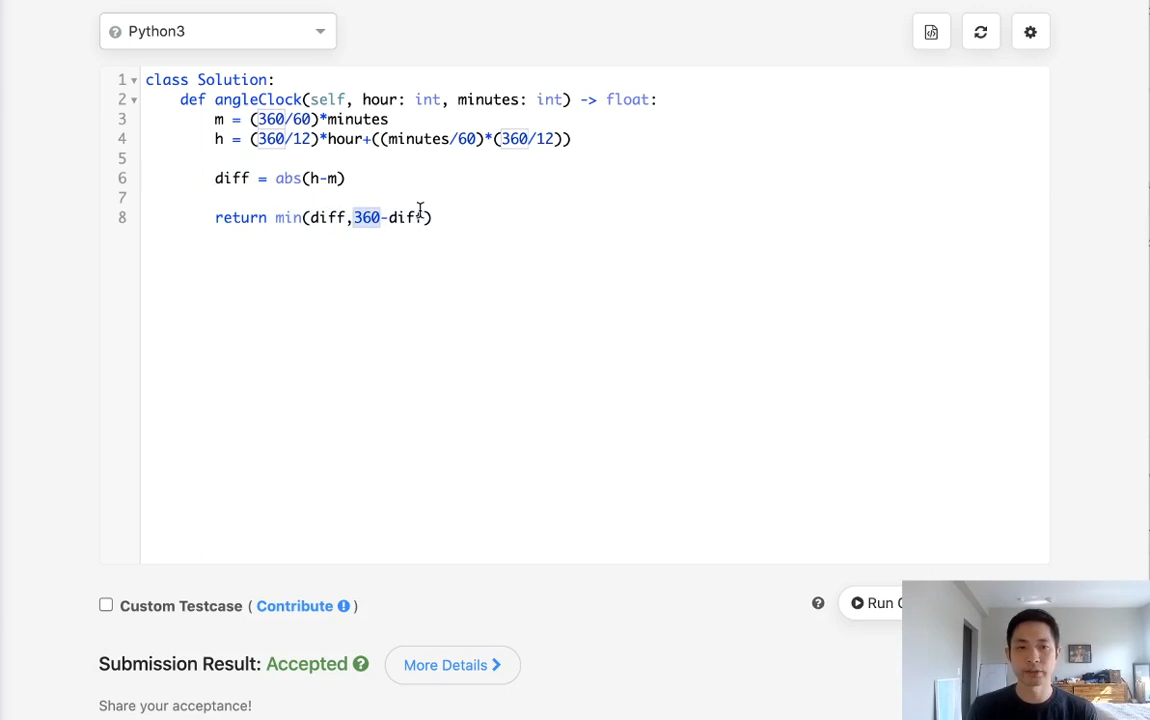 Python3
1 class Solution:
2 def angleClock(self, hour: int, minutes: int) -> float:
3 m = (360/60)*minutes
4 h = (360/12)*hour+((minutes/60)*(360/12))
5
6 diff = abs(h-m)
7
8 return min(diff,360-diff)
Custom Testcase ( Contribute )
Run
Submission Result: Accepted
More Details
Share your acceptance!